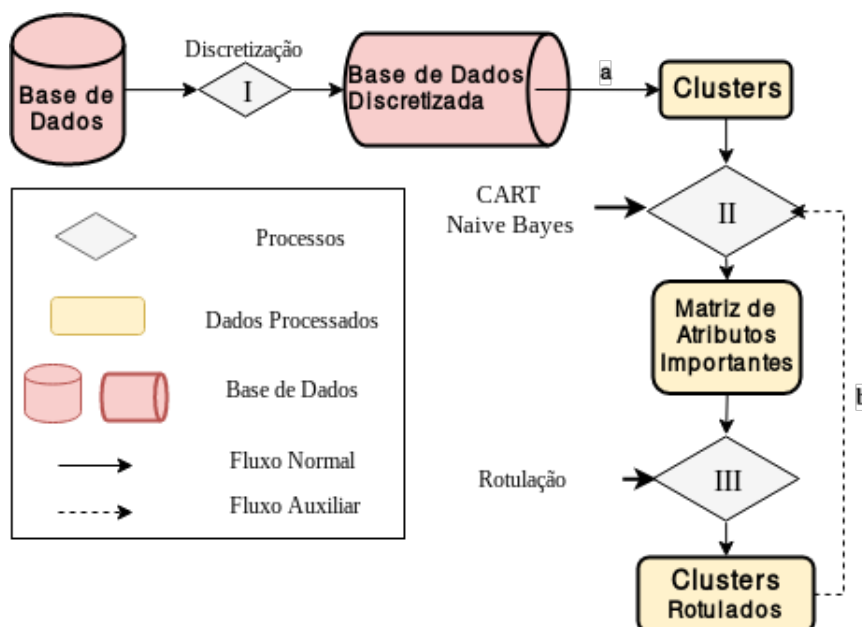 Discretização
Base de
Dados
I
Base de Dados
Discretizada
a
Clusters
CART
Naive Bayes
II
Processos
Dados Processados
Base de Dados
Fluxo Normal
Fluxo Auxiliar
Matriz de
Atributos
Importantes
b
Rotulação
III
Clusters
Rotulados